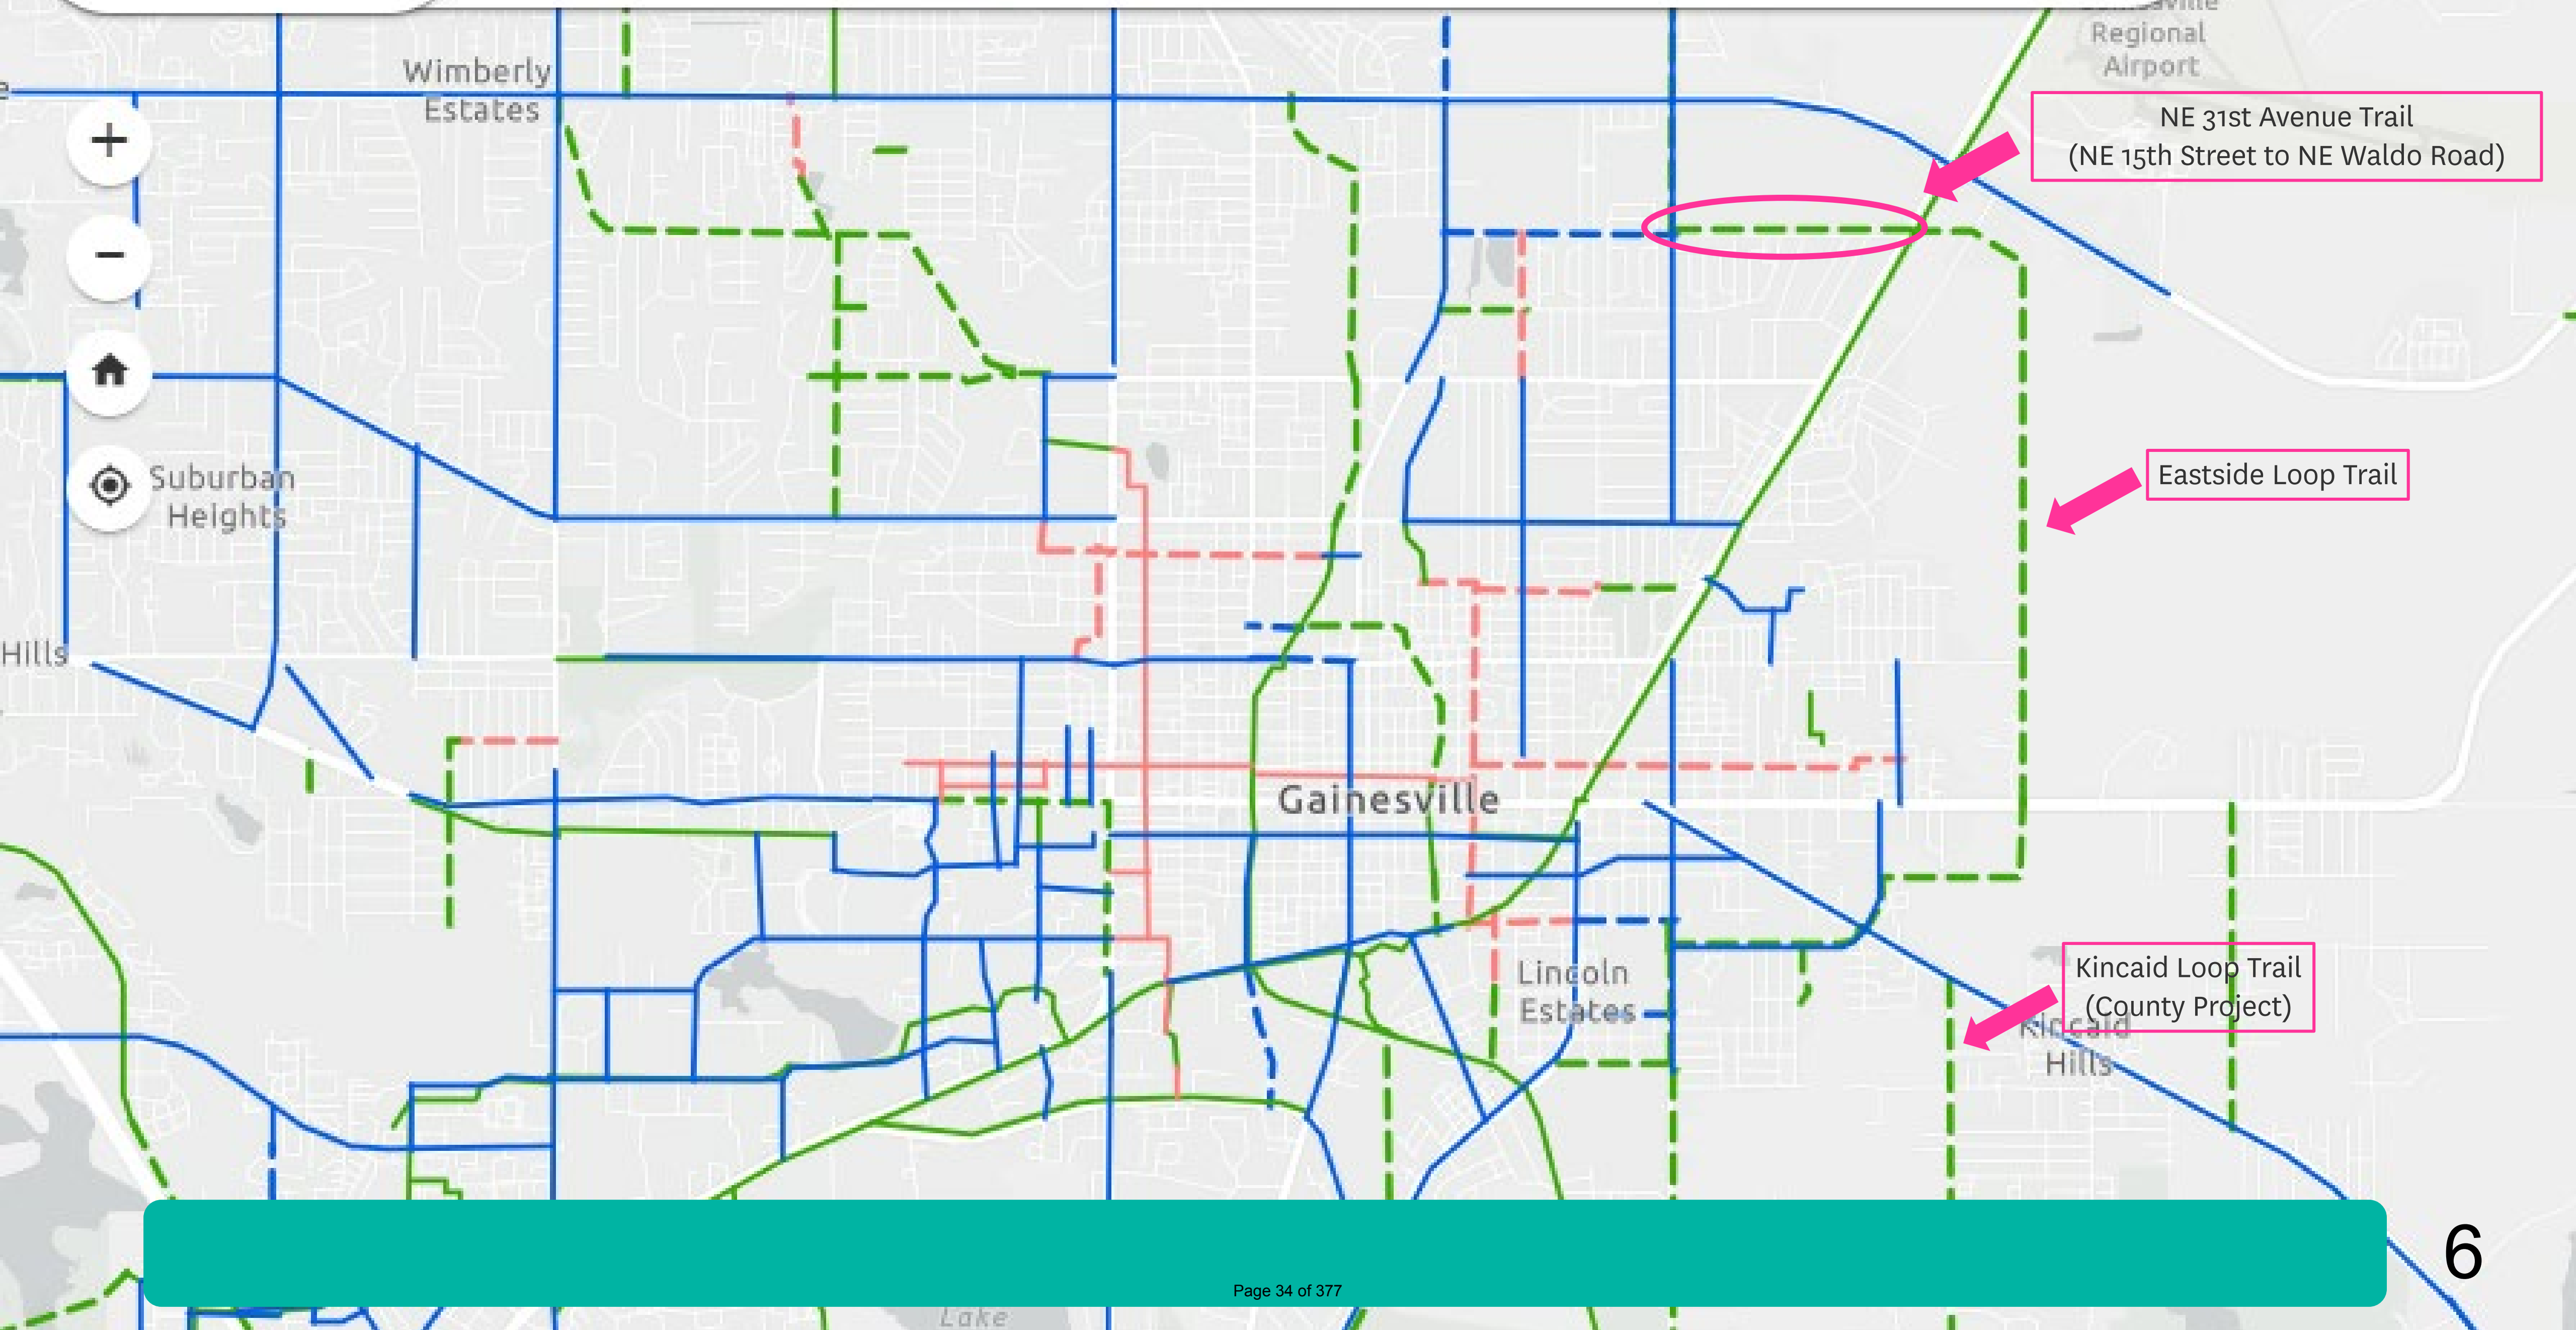 Regional
Airport
Wimberly
Estates
NE 31st Avenue Trail
(NE 15th Street to NE Waldo Road)
Suburban
Heights
Eastside Loop Trail
Hills
Gainesville
Lincoln
Estates
Kincaid Loop Trail
(County Project)
Kincaid
Hills
6
Page 34 of 377
Lake